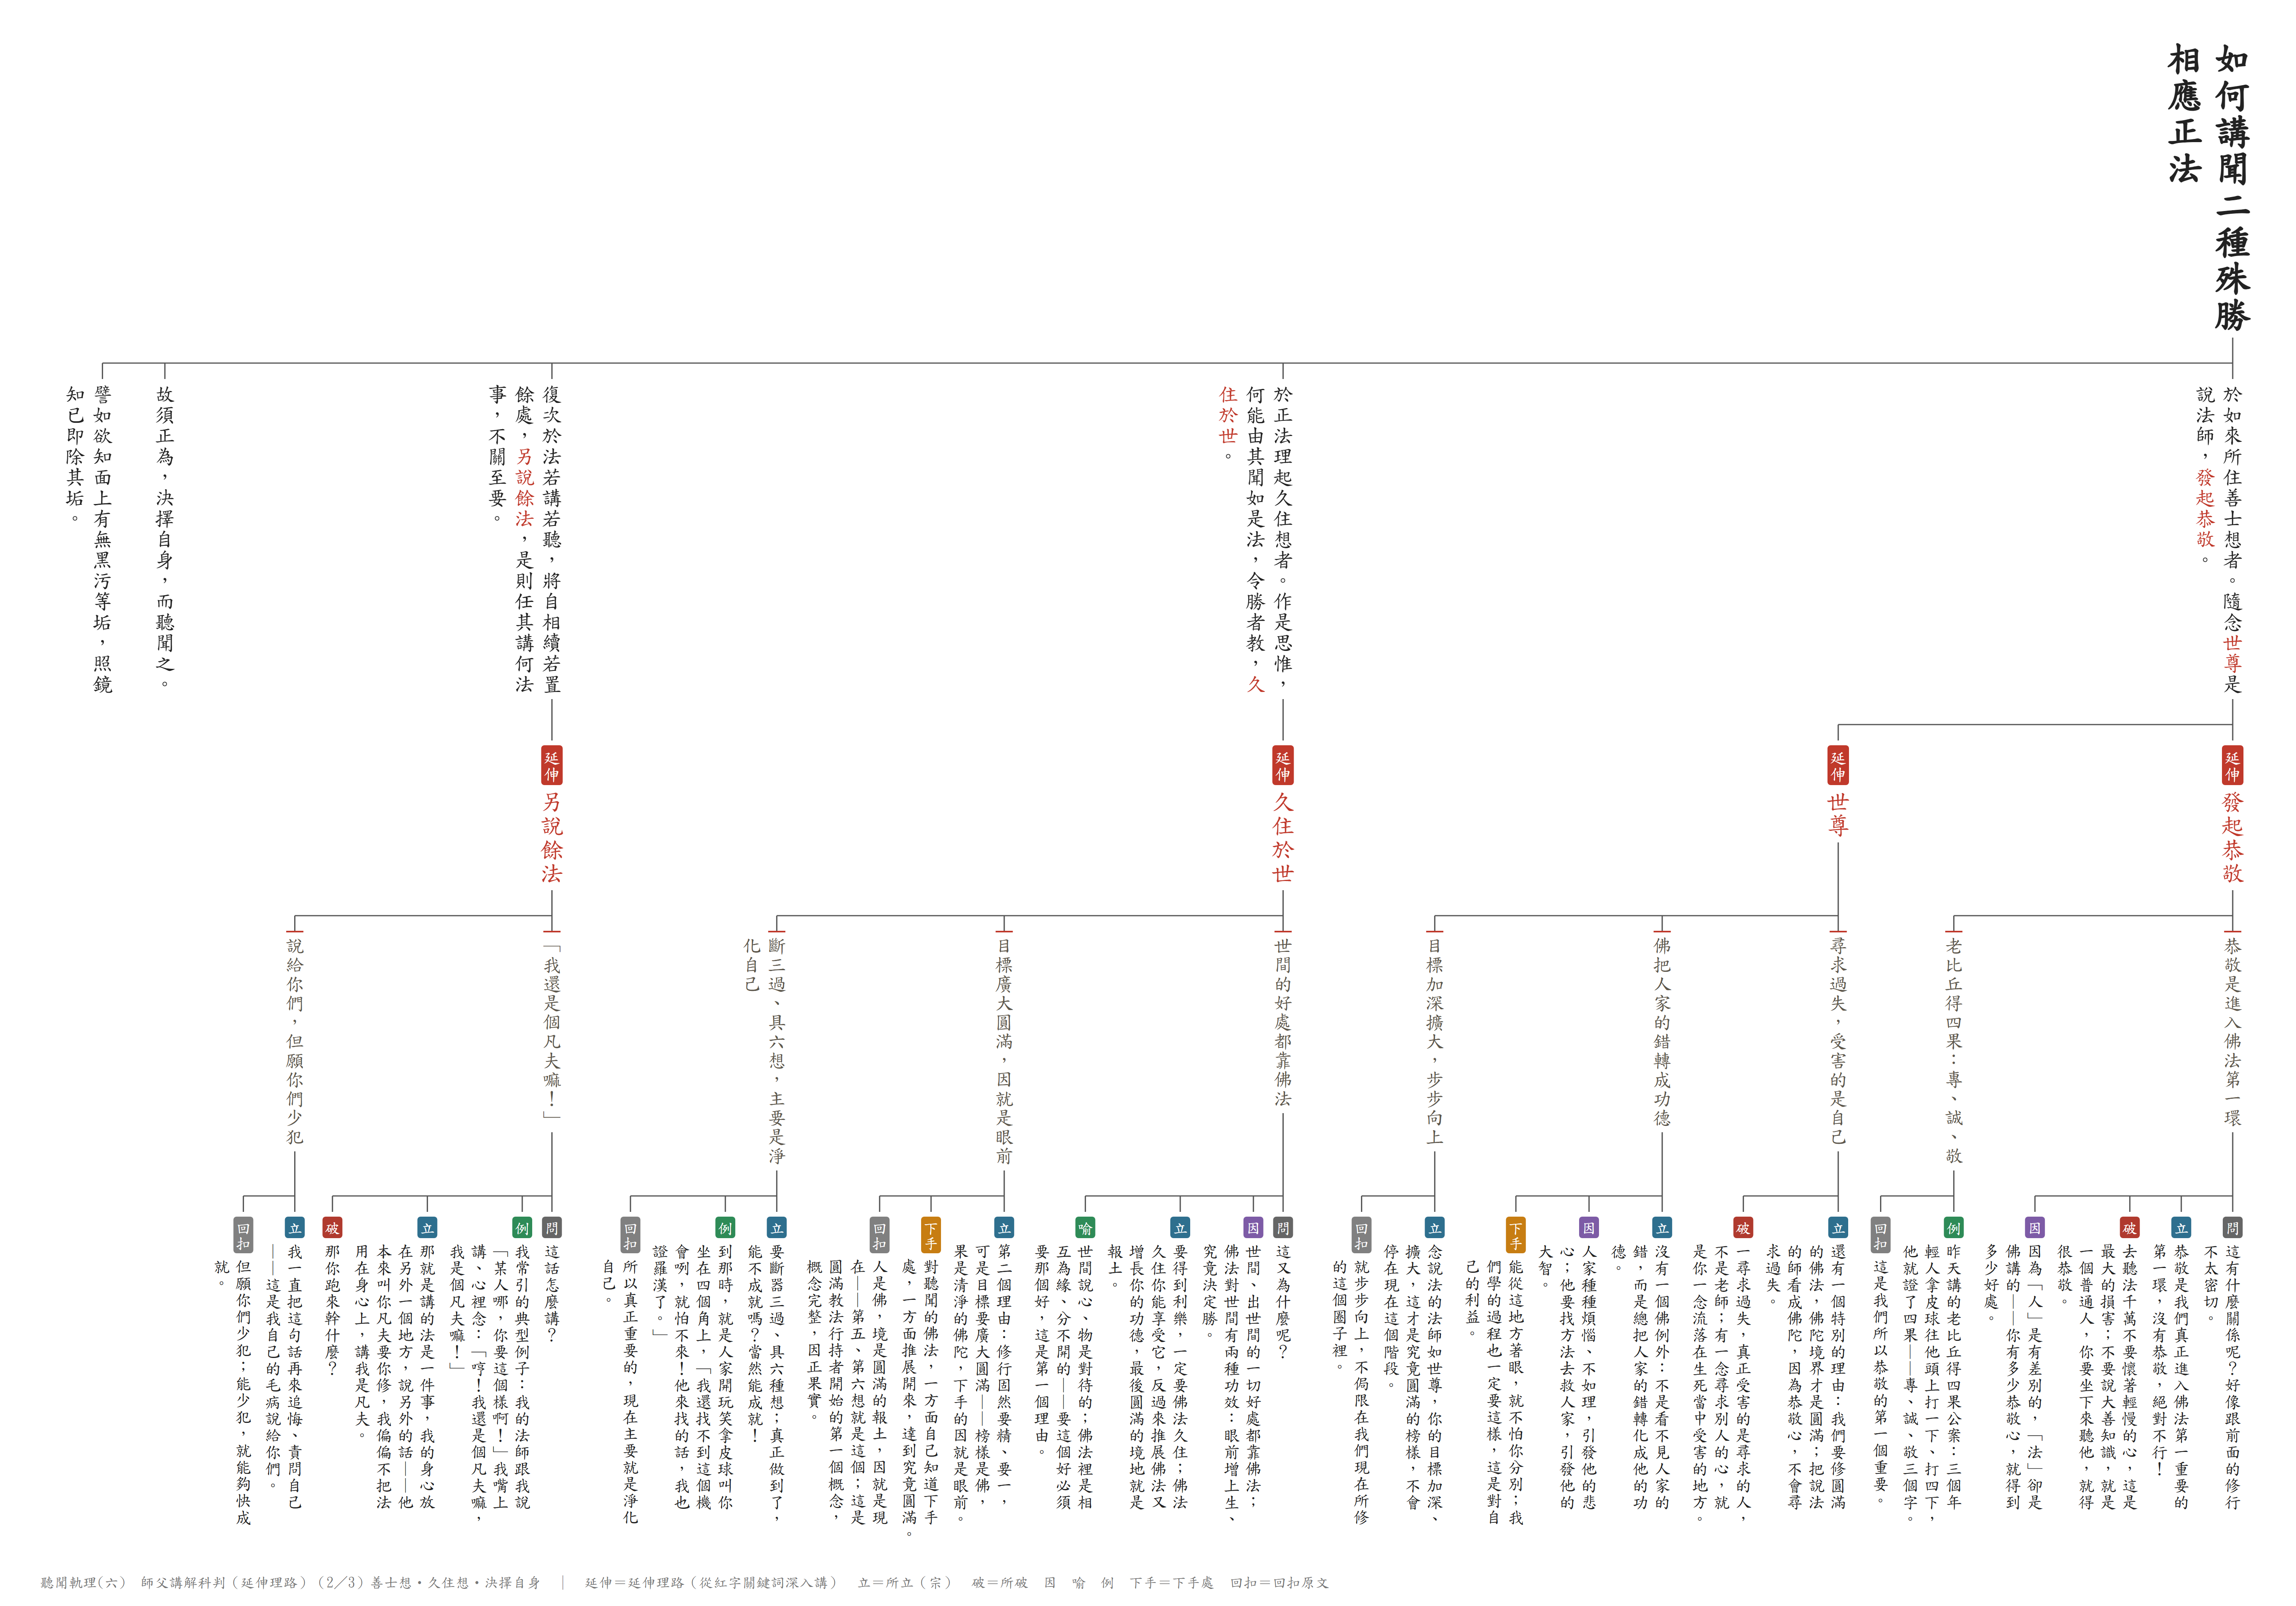 如何講聞二種殊勝
相應正法
於如來所住善士想者。隨念世尊是
說法師，發起恭敬。
於正法理起久住想者。作是思惟，
何能由其聞如是法，令勝者教，久
住於世。
復次於法若講若聽，將自相續若置
餘處，另說餘法，是則任其講何法
事，不關至要。
故須正為，決擇自身，而聽聞之。
譬如欲知面上有無黑污等垢，照鏡
知已即除其垢。
延伸
發起恭敬
延伸
世尊
延伸
久住於世
延伸
另說餘法
恭敬是進入佛法第一環
老比丘得四果：專、誠、敬
尋求過失，受害的是自己
佛把人家的錯轉成功德
目標加深擴大，步步向上
世間的好處都靠佛法
目標廣大圓滿，因就是眼前
斷三過、具六想，主要是淨
化自己
「我還是個凡夫嘛！」
說給你們，但願你們少犯
問
這有什麼關係呢？好像跟前面的修行
不太密切。
立
恭敬是我們真正進入佛法第一重要的
第一環，沒有恭敬，絕對不行！
破
去聽法千萬不要懷著輕慢的心，這是
最大的損害；不要說大善知識，就是
一個普通人，你要坐下來聽他，就得
很恭敬。
因
因為「人」是有差別的，「法」卻是
佛講的——你有多少恭敬心，就得到
多少好處。
例
昨天講的老比丘得四果公案：三個年
輕人拿皮球往他頭上打一下、打四下，
他就證了四果——專、誠、敬三個字。
回扣
這是我們所以恭敬的第一個重要。
立
還有一個特別的理由：我們要修圓滿
的佛法，佛陀境界才是圓滿；把說法
的師看成佛陀，因為恭敬心，不會尋
求過失。
破
一尋求過失，真正受害的是尋求的人，
不是老師；有一念尋求別人的心，就
是你一念流落在生死當中受害的地方。
立
沒有一個佛例外：不是看不見人家的
錯，而是總把人家的錯轉化成他的功
德。
因
人家種種煩惱、不如理，引發他的悲
心；他要找方法去救人家，引發他的
大智。
下手
能從這地方著眼，就不怕你分別；我
們學的過程也一定要這樣，這是對自
己的利益。
立
念說法的法師如世尊，你的目標加深、
擴大，這才是究竟圓滿的榜樣，不會
停在現在這個階段。
回扣
就步步向上，不侷限在我們現在所修
的這個圈子裡。
問
這又為什麼呢？
因
世間、出世間的一切好處都靠佛法；
佛法對世間有兩種功效：眼前增上生、
究竟決定勝。
立
要得到利樂，一定要佛法久住；佛法
久住你能享受它，反過來推展佛法又
增長你的功德，最後圓滿的境地就是
報土。
喻
世間說心、物是對待的；佛法裡是相
互為緣、分不開的——要這個好必須
要那個好，這是第一個理由。
立
第二個理由：修行固然要精、要一，
可是目標要廣大圓滿——榜樣是佛，
果是清淨的佛陀，下手的因就是眼前。
下手
對聽聞的佛法，一方面自己知道下手
處，一方面推展開來，達到究竟圓滿。
回扣
人是佛，境是圓滿的報土，因就是現
在——第五、第六想就是這個；這是
圓滿教法行持者開始的第一個概念，
概念完整，因正果實。
立
要斷器三過、具六種想；真正做到了，
能不成就嗎？當然能成就！
例
到那時，就是人家開玩笑拿皮球叫你
坐在四個角上，「我還找不到這個機
會咧，就怕不來！他來找的話，我也
證羅漢了。」
回扣
所以真正重要的，現在主要就是淨化
自己。
問
這話怎麼講？
例
我常引的典型例子：我的法師跟我說
「某人哪，你要這個樣啊！」我嘴上
講、心裡念：「哼！我還是個凡夫嘛，
我是個凡夫嘛！」
立
那就是講的法是一件事，我的身心放
在另外一個地方，說另外的話——他
本來叫你凡夫要你修，我偏偏不把法
用在身心上，講我是凡夫。
破
那你跑來幹什麼？
立
我一直把這句話再來追悔、責問自己
——這是我自己的毛病說給你們。
回扣
但願你們少犯；能少犯，就能夠快成
就。
聽聞軌理(六)　師父講解科判（延伸理路）（2／3）善士想・久住想・決擇自身　｜　延伸＝延伸理路（從紅字關鍵詞深入講）　立＝所立（宗）　破＝所破　因　喻　例　下手＝下手處　回扣＝回扣原文